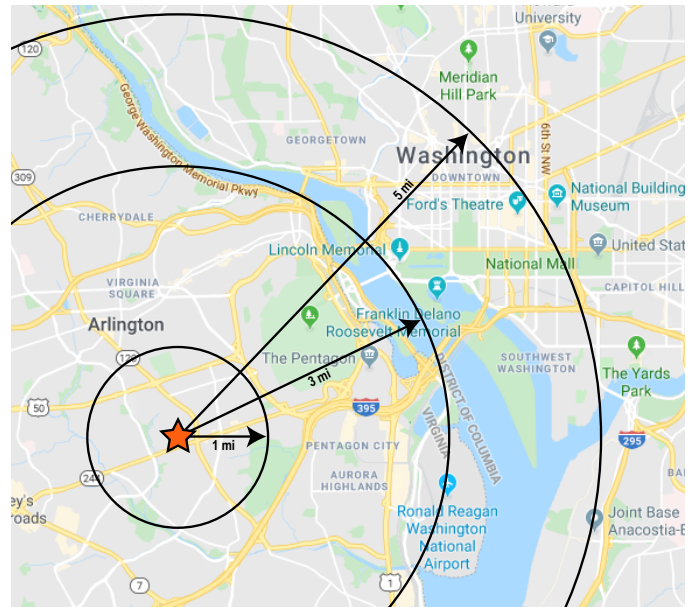 University
120
Meridian
Hill Park
George Washington Memorial Pkwy
GEORGETOWN
6th St NW
Washington
DOWNTOWN
309
5 mi
National Building
Museum
Ford's Theatre
CHERRYDALE
Lincoln Memorial
United Sta
National Mall
VIRGINIA
SQUARE
CAPITOL HILL
Franklin Delano
Roosevelt Memorial
Arlington
120
The Pentagon
SOUTHWEST
WASHINGTON
The Yards
Park
3 mi
DISTRICT OF COLUMBIA
VIRGINIA
50
395
1 mi
295
PENTAGON CITY
244
AURORA
HIGHLANDS
ey's
roads
Ronald Reagan
Washington
National
Airport
Joint Base
Anacostia-B
7
1